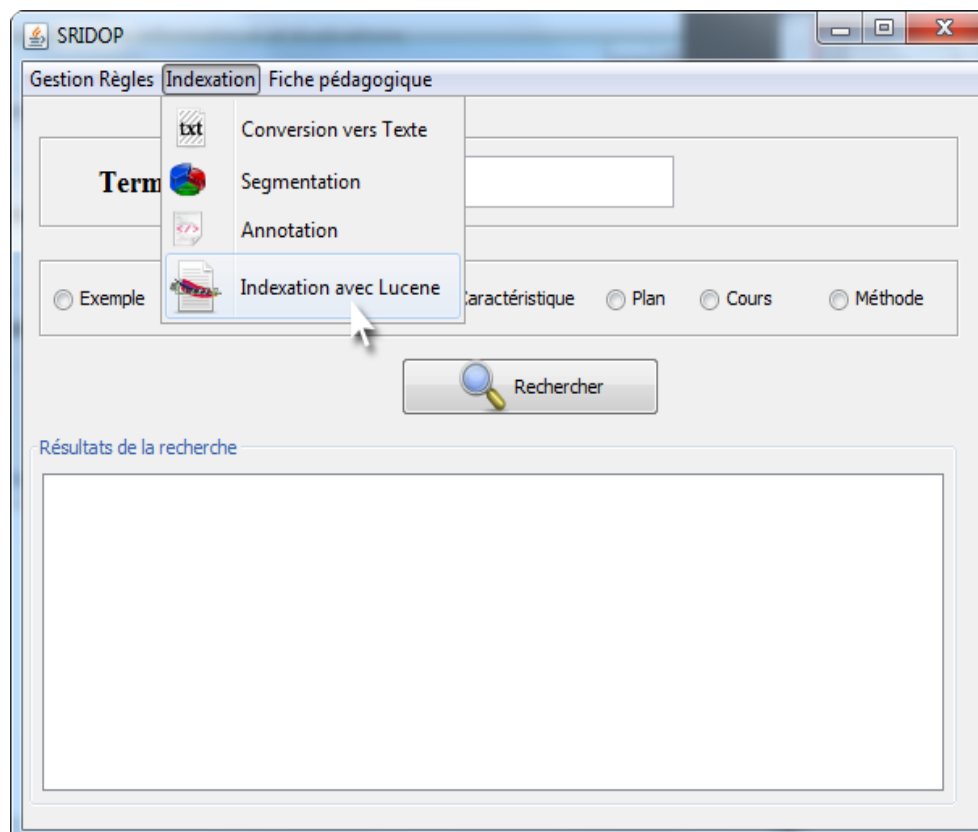 SRIDOP
Gestion Règles Indexation Fiche pédagogique
txt Conversion vers Texte
Term
Segmentation
</> Annotation
Indexation avec Lucene
Exemple Caractéristique Plan Cours Méthode
Rechercher
Résultats de la recherche